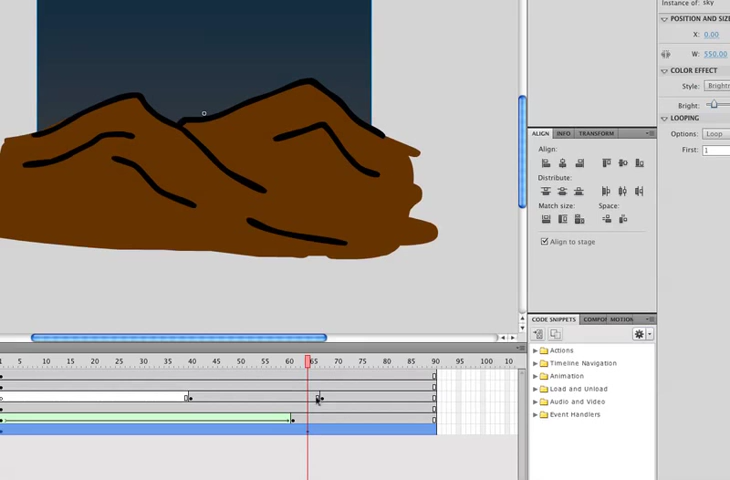 Instance of: sky
POSITION AND SIZE
X: 0.00
W: 550.00
COLOR EFFECT
Style: Brightn
Bright:
LOOPING
Options: Loop
First: 1
ALIGN INFO TRANSFORM
Align:
Distribute:
Match size: Space:
Align to stage
CODE SNIPPETS COMPO MOTION
Actions
Timeline Navigation
Animation
Load and Unload
Audio and Video
Event Handlers
1 5 10 15 20 25 30 35 40 45 50 55 60 65 70 75 80 85 90 95 100 10